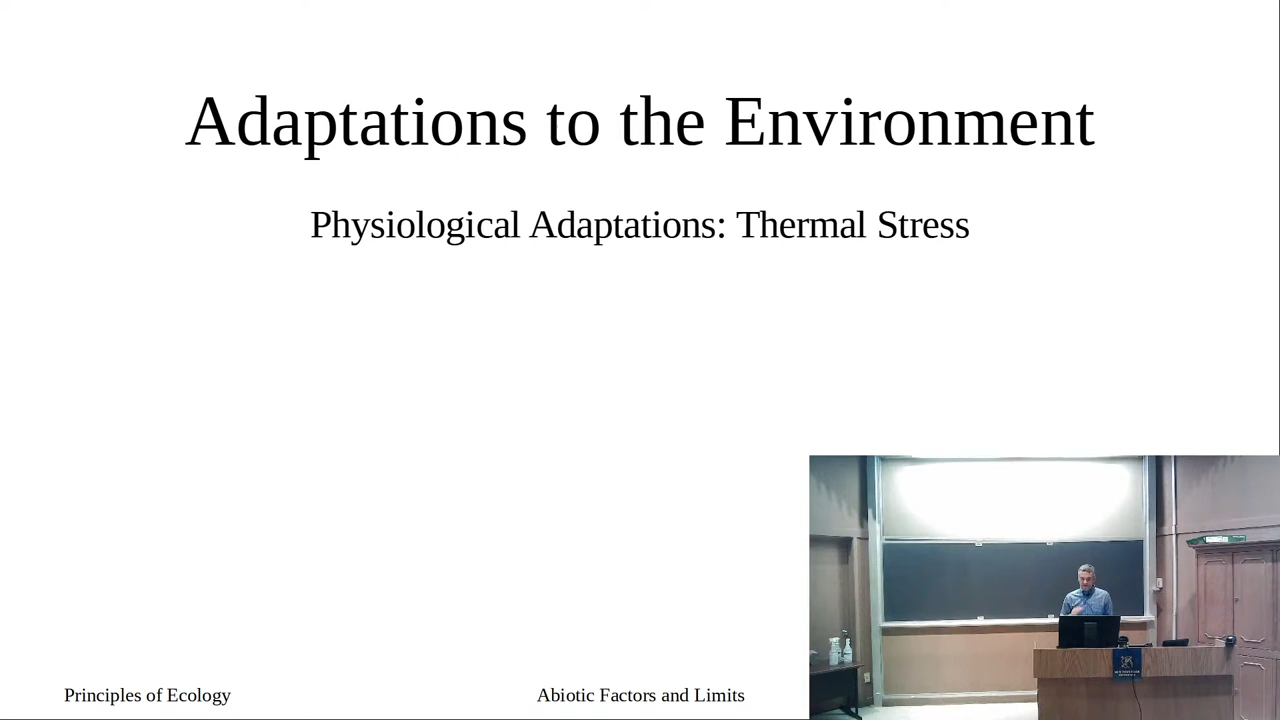 Adaptations to the Environment
Physiological Adaptations: Thermal Stress
Principles of Ecology
Abiotic Factors and Limits